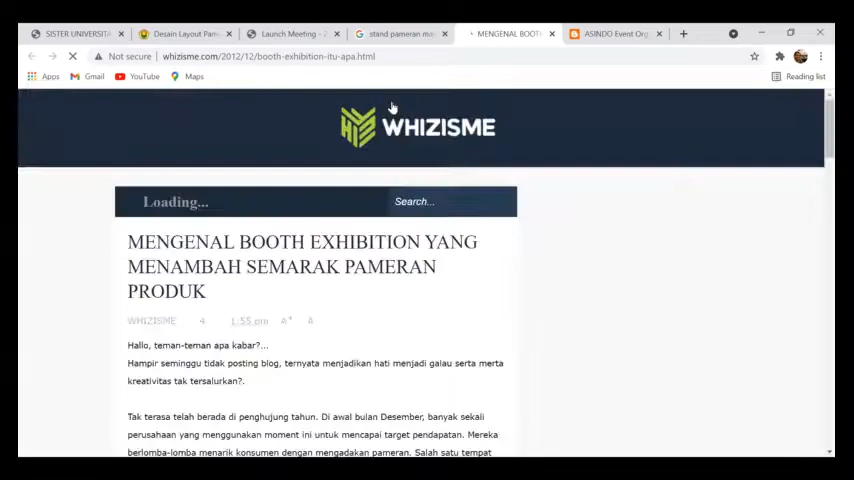 SISTER UNIVERSITA
Desain Layout Pam
Launch Meeting - Z
stand pameran ma
MENGENAL BOOTH
ASINDO Event Org
Not secure | whizisme.com/2012/12/booth-exhibition-itu-apa.html
Apps
Gmail
YouTube
Maps
Reading list
WHIZISME
Loading...
Search...
MENGENAL BOOTH EXHIBITION YANG
MENAMBAH SEMARAK PAMERAN
PRODUK
WHIZISME 4 1:55 pm A+ A
Hallo, teman-teman apa kabar?...
Hampir seminggu tidak posting blog, ternyata menjadikan hati menjadi galau serta merta
kreativitas tak tersalurkan?.
Tak terasa telah berada di penghujung tahun. Di awal bulan Desember, banyak sekali
perusahaan yang menggunakan moment ini untuk mencapai target pendapatan. Mereka
berlomba-lomba menarik konsumen dengan mengadakan pameran. Salah satu tempat